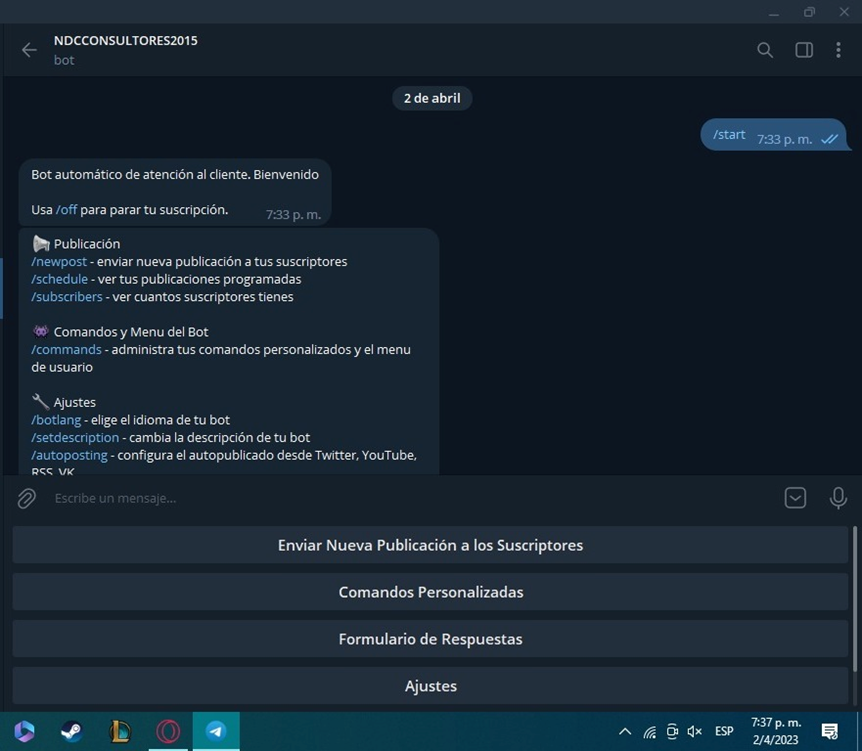 NDCCONSULTORES2015
bot
2 de abril
/start 7:33 p. m.
Bot automático de atención al cliente. Bienvenido
Usa /off para parar tu suscripción. 7:33 p. m.
Publicación
/newpost - enviar nueva publicación a tus suscriptores
/schedule - ver tus publicaciones programadas
/subscribers - ver cuantos suscriptores tienes
Comandos y Menu del Bot
/commands - administra tus comandos personalizados y el menu
de usuario
Ajustes
/botlang - elige el idioma de tu bot
/setdescription - cambia la descripción de tu bot
/autoposting - configura el autopublicado desde Twitter, YouTube,
RSS, VK
Escribe un mensaje...
Enviar Nueva Publicación a los Suscriptores
Comandos Personalizadas
Formulario de Respuestas
Ajustes
ESP
7:37 p. m.
2/4/2023